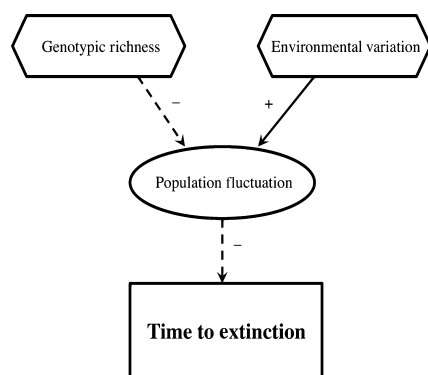 Genotypic richness
Environmental variation
−
+
Population fluctuation
−
Time to extinction